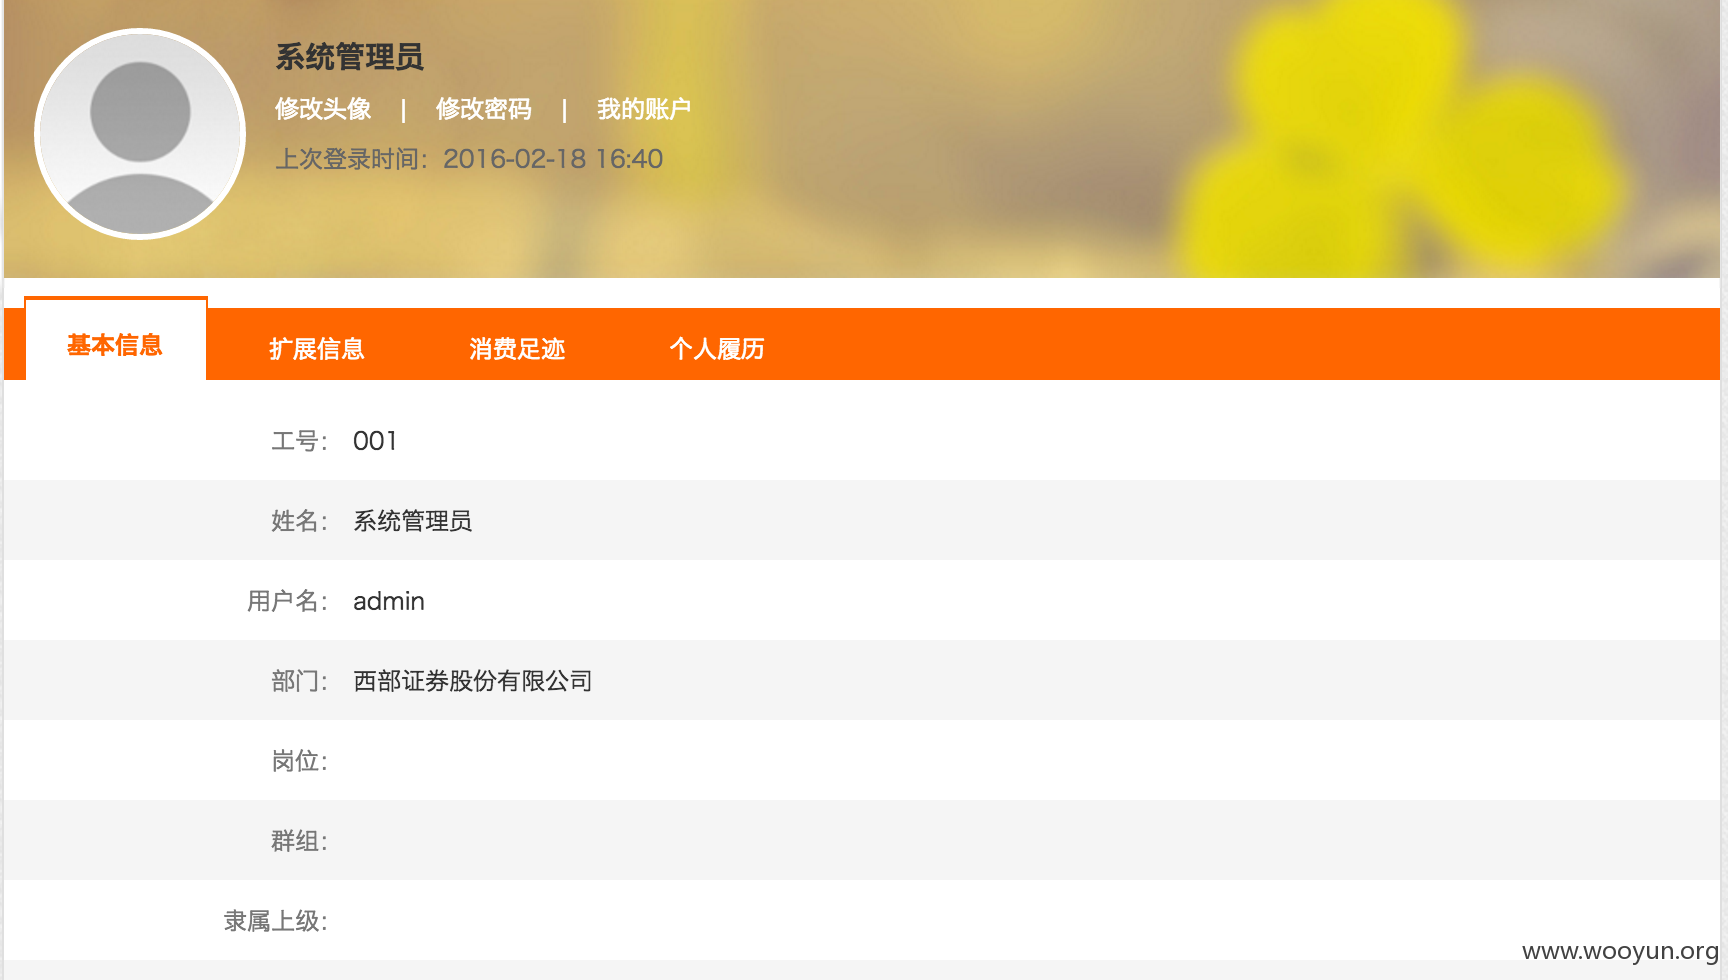 系统管理员
修改头像 | 修改密码 | 我的账户
上次登录时间：2016-02-18 16:40
基本信息 扩展信息 消费足迹 个人履历
工号： 001
姓名： 系统管理员
用户名： admin
部门： 西部证券股份有限公司
岗位：
群组：
隶属上级：
www.wooyun.org